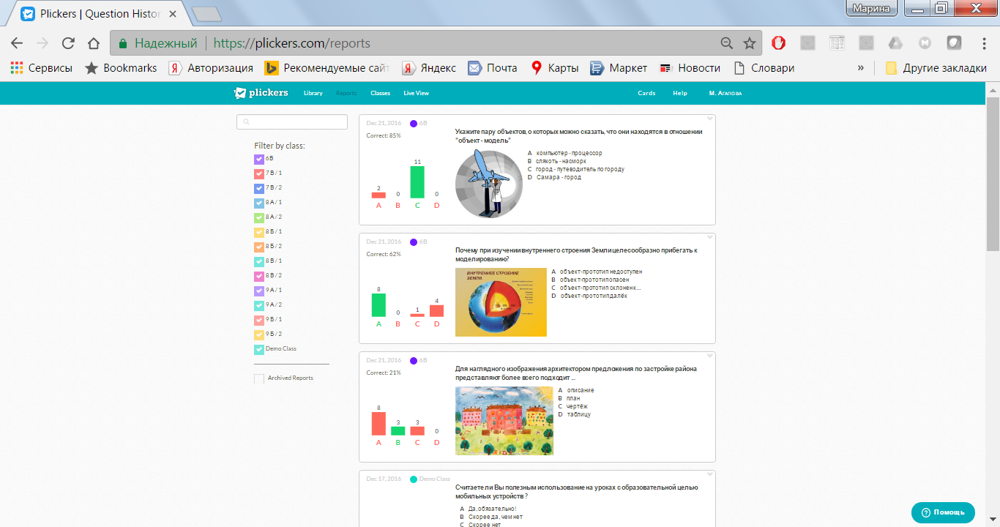 Plickers | Question Histor
Марина
Надежный
https://plickers.com/reports
Сервисы
Bookmarks
Авторизация
Рекомендуемые сайт
Яндекс
Почта
Карты
Маркет
Новости
Словари
»
Другие закладки
plickers
Library
Reports
Classes
Live View
Cards
Help
М. Агапова
Filter by class:
6В
7 Б / 1
7 Б / 2
8 А / 1
8 А / 2
8 Б / 1
8 Б / 2
8 В / 1
8 В / 2
9 А / 1
9 А / 2
9 Б / 1
9 Б / 2
Demo Class
Archived Reports
Dec 21, 2016 6В
Correct: 85%
2 0 11 0
A B C D
Укажите пару объектов, о которых можно сказать, что они находятся в отношении
"объект - модель"
A компьютер - процессор
B слякоть - насморк
C город - путеводитель по городу
D Самара - город
Dec 21, 2016 6В
Correct: 62%
8 0 1 4
A B C D
Почему при изучении внутреннего строения Земли целесообразно прибегать к
моделированию?
ВНУТРЕННЕЕ СТРОЕНИЕ
ЗЕМЛИ.
A объект-прототип недоступен
B объект-прототип опасен
C объект-прототип склонен к...
D объект-прототип далёк
Dec 21, 2016 6В
Correct: 21%
8 3 3 0
A B C D
Для наглядного изображения архитектором предложения по застройке района
представляют более всего подходит ...
A описание
B план
C чертёж
D таблицу
Dec 17, 2016 Demo Class
Считаете ли Вы полезным использование на уроках с образовательной целью
мобильных устройств ?
A Да, обязательно!
B Скорее да, чем нет
C Скорее нет
Помощь